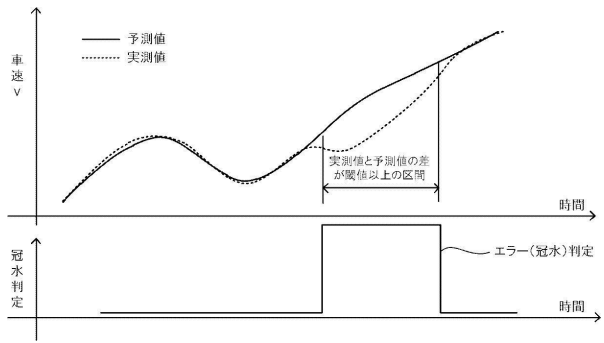 車速v
予測値
実測値
実測値と予測値の差
が閾値以上の区間
時間
冠水判定
エラー(冠水)判定
時間